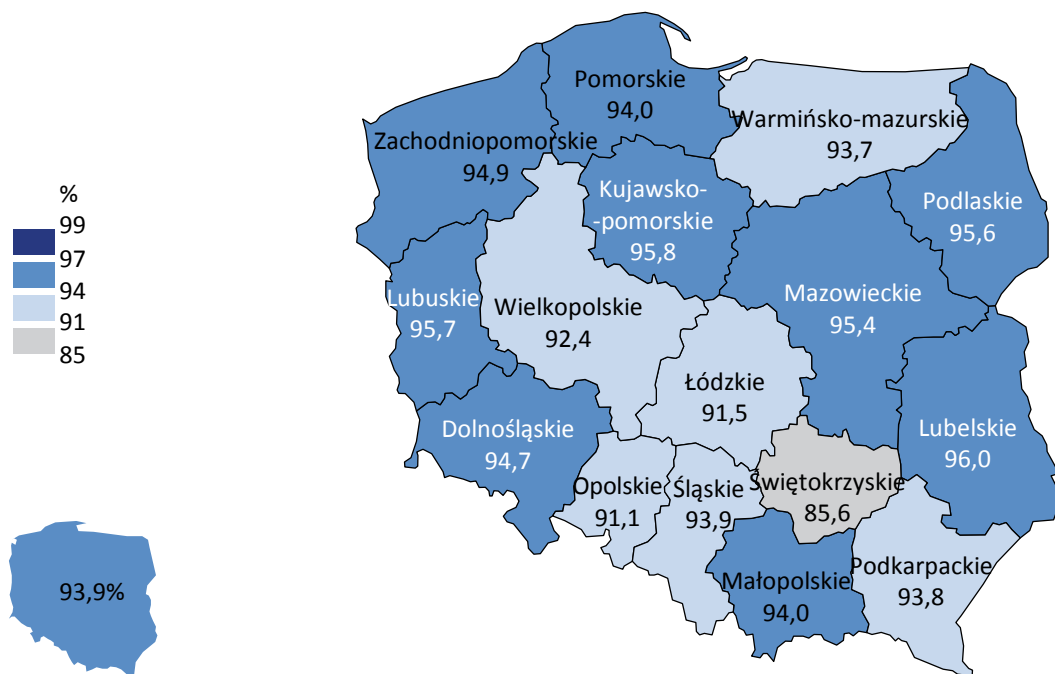 %
99
97
94
91
85
93,9%
Pomorskie
94,0
Warmińsko-mazurskie
93,7
Zachodniopomorskie
94,9
Kujawsko-
-pomorskie
95,8
Podlaskie
95,6
Lubuskie
95,7
Wielkopolskie
92,4
Mazowieckie
95,4
Łódzkie
91,5
Dolnośląskie
94,7
Lubelskie
96,0
Opolskie
91,1
Śląskie
93,9
Świętokrzyskie
85,6
Małopolskie
94,0
Podkarpackie
93,8